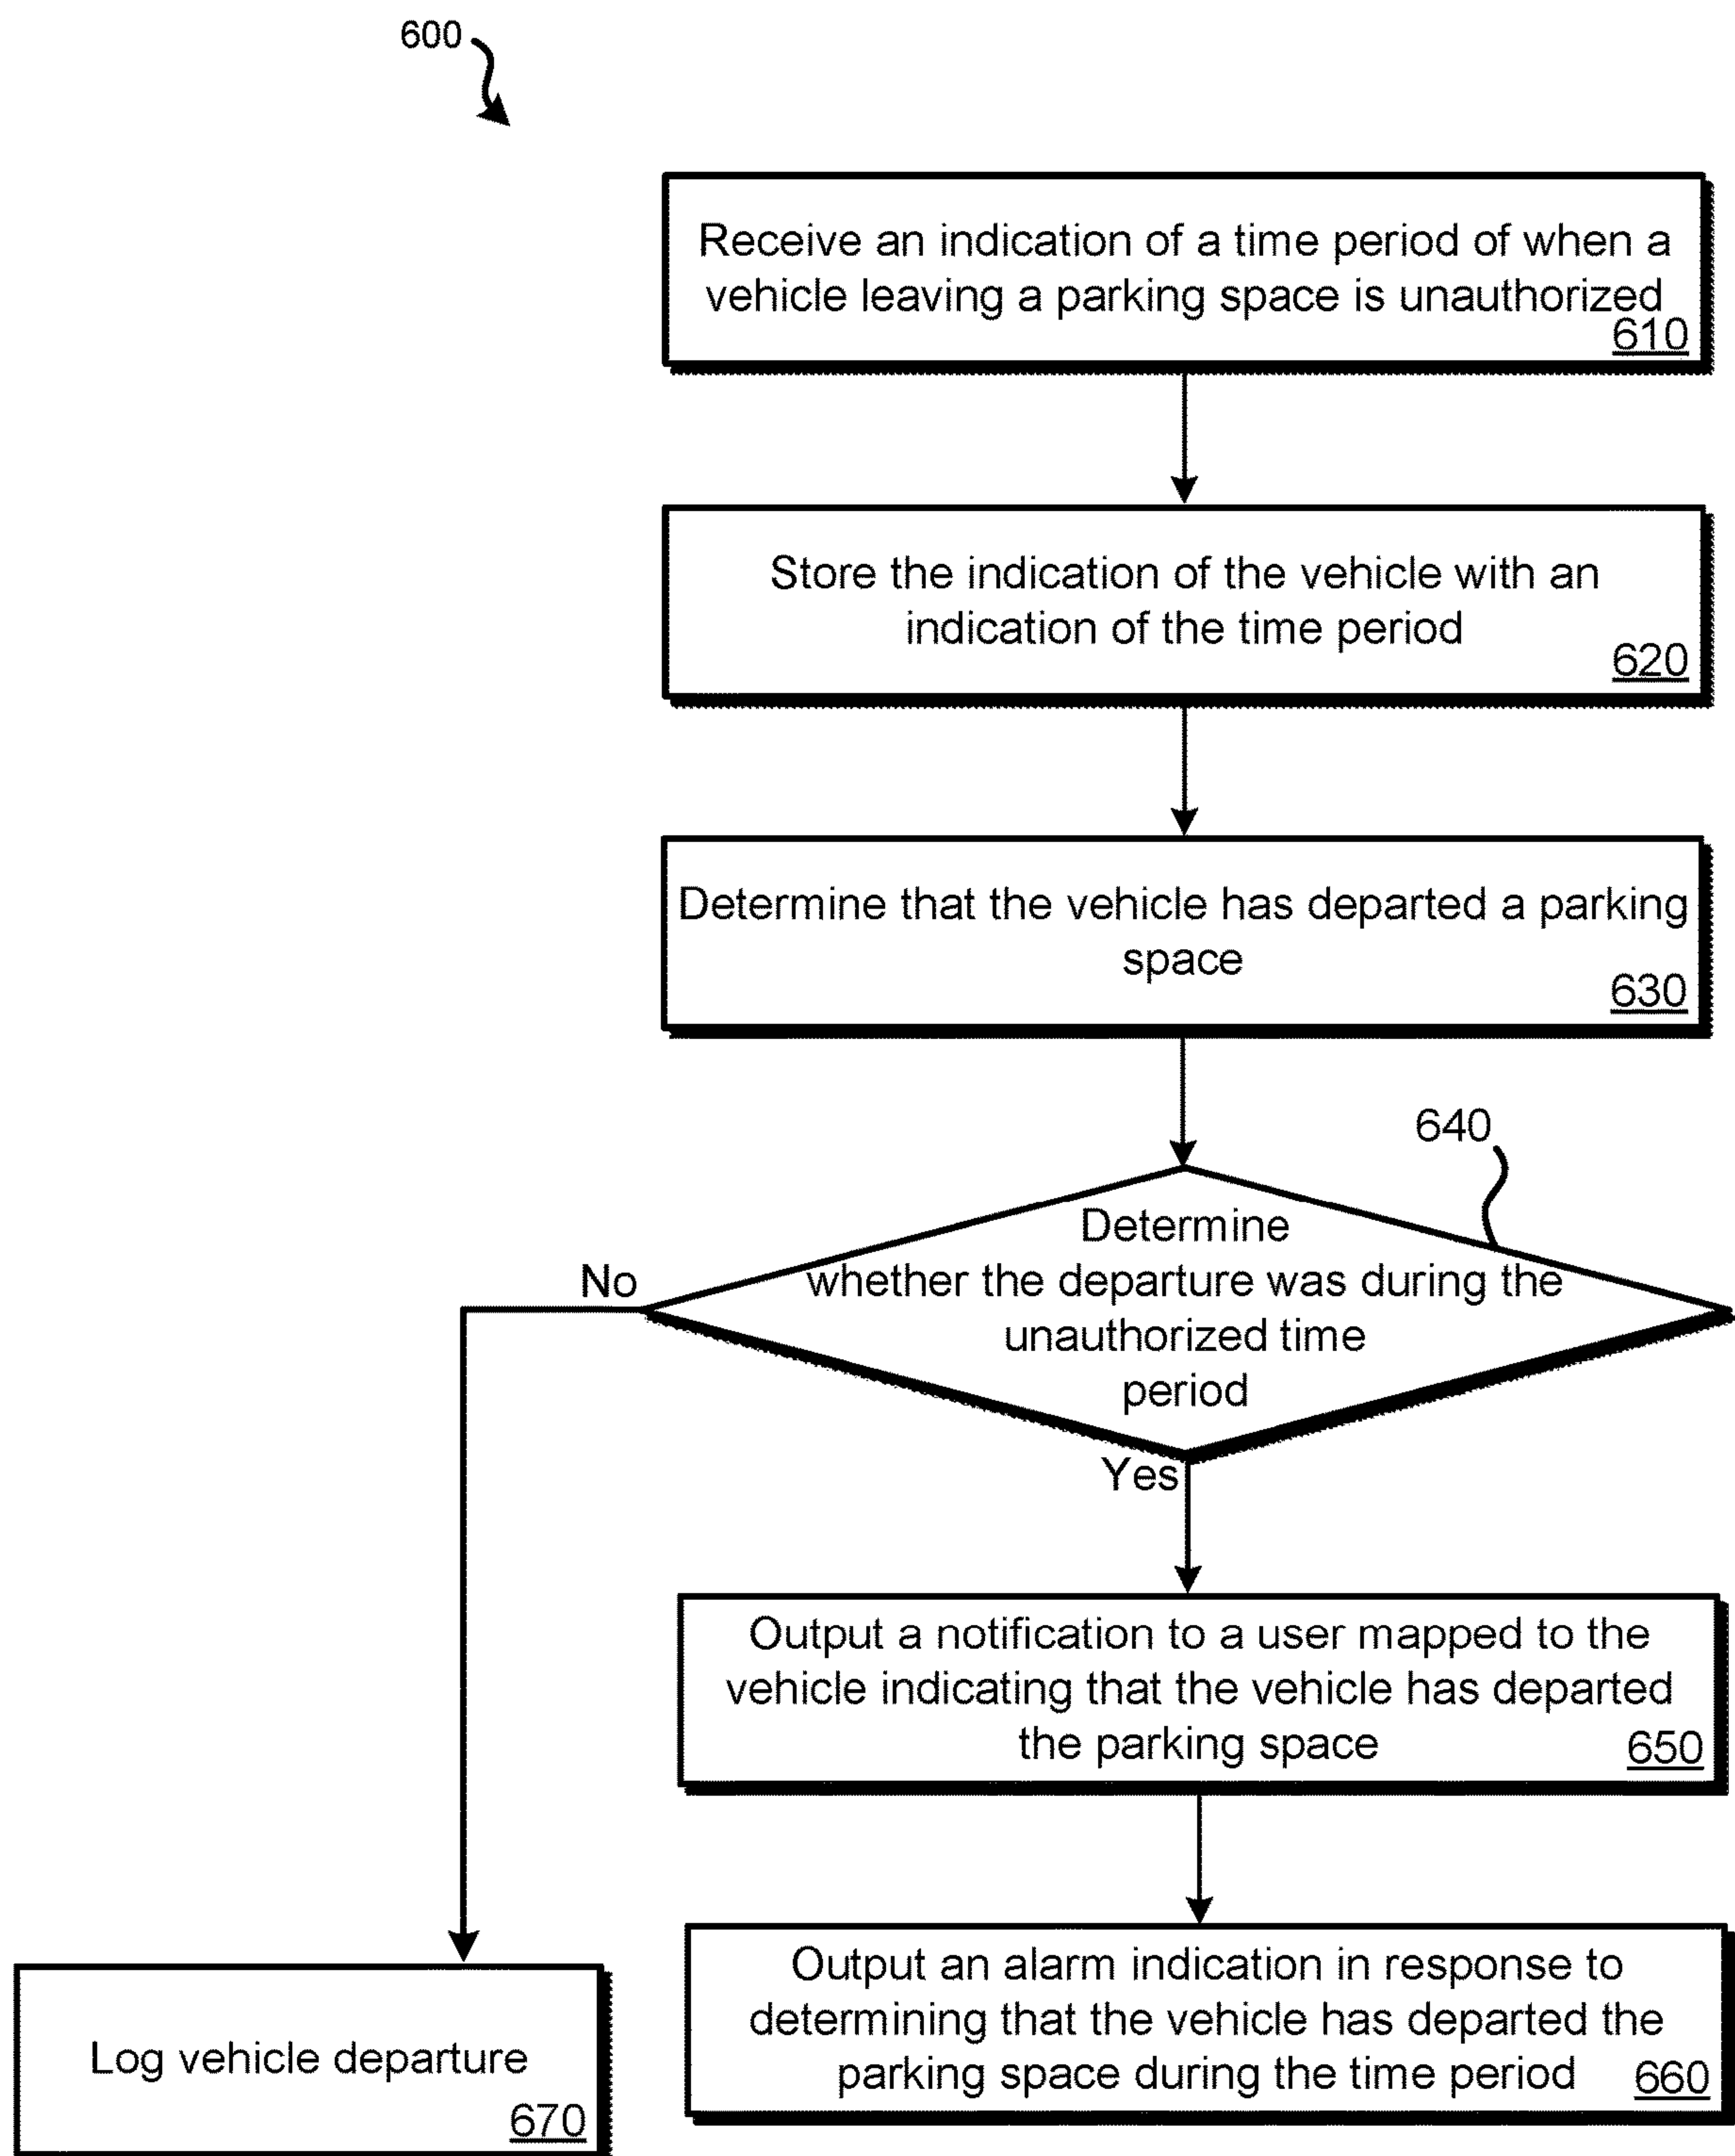 600
Receive an indication of a time period of when a
vehicle leaving a parking space is unauthorized
610
Store the indication of the vehicle with an
indication of the time period
620
Determine that the vehicle has departed a parking
space
630
640
Determine
whether the departure was during the
unauthorized time
period
No
Yes
Output a notification to a user mapped to the
vehicle indicating that the vehicle has departed
the parking space
650
Output an alarm indication in response to
determining that the vehicle has departed the
parking space during the time period
660
Log vehicle departure
670